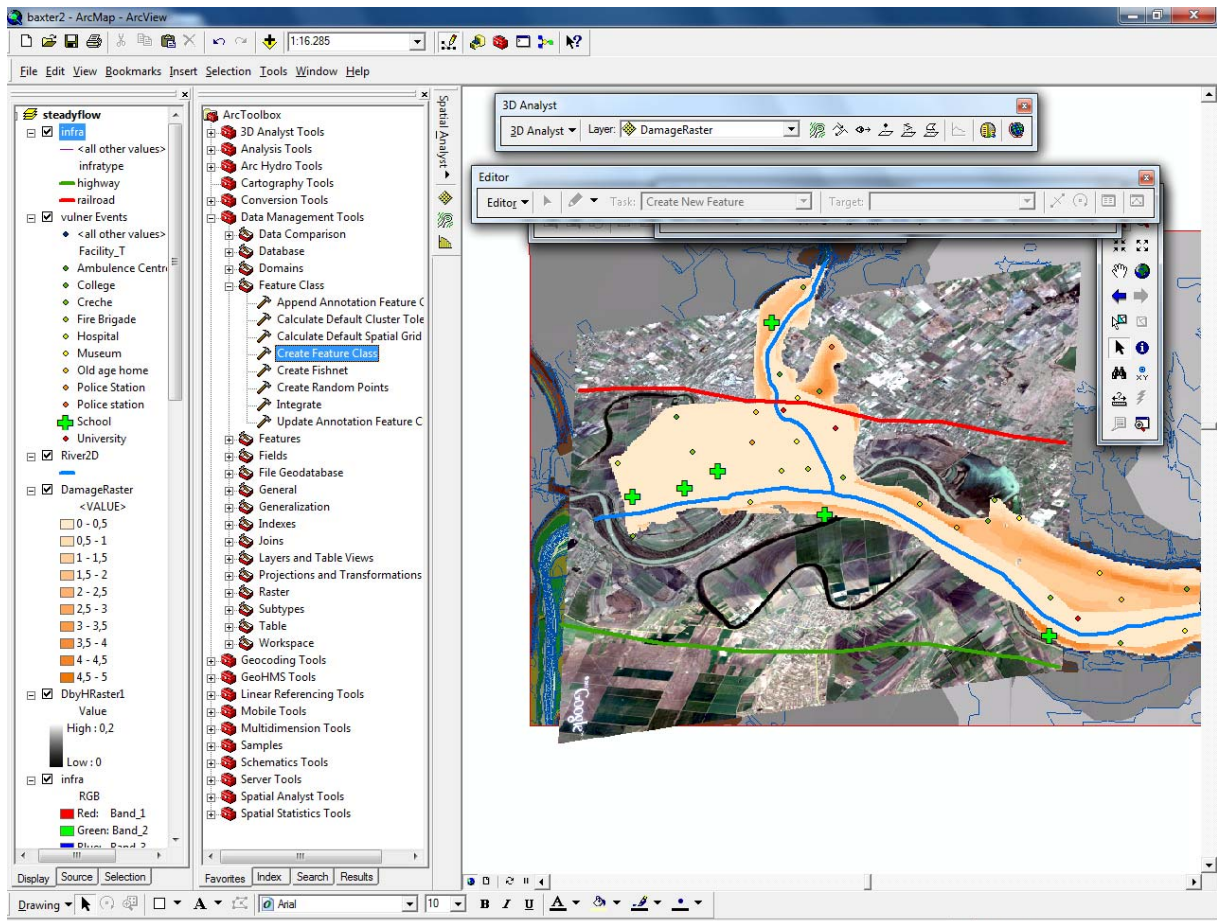 baxter2 - ArcMap - ArcView
1:16.285
File Edit View Bookmarks Insert Selection Tools Window Help
steadyflow
infra
<all other values>
infratype
highway
railroad
vulner Events
<all other values>
Facility_T
Ambulence Centr
College
Creche
Fire Brigade
Hospital
Museum
Old age home
Police Station
Police station
School
University
River2D
DamageRaster
<VALUE>
0 - 0,5
0,5 - 1
1 - 1,5
1,5 - 2
2 - 2,5
2,5 - 3
3 - 3,5
3,5 - 4
4 - 4,5
4,5 - 5
DbyHRaster1
Value
High : 0,2
Low : 0
infra
RGB
Red: Band_1
Green: Band_2
Blue: Band_3
Display Source Selection
ArcToolbox
3D Analyst Tools
Analysis Tools
Arc Hydro Tools
Cartography Tools
Conversion Tools
Data Management Tools
Data Comparison
Database
Domains
Feature Class
Append Annotation Feature C
Calculate Default Cluster Tole
Calculate Default Spatial Grid
Create Feature Class
Create Fishnet
Create Random Points
Integrate
Update Annotation Feature C
Features
Fields
File Geodatabase
General
Generalization
Indexes
Joins
Layers and Table Views
Projections and Transformations
Raster
Subtypes
Table
Workspace
Geocoding Tools
GeoHMS Tools
Linear Referencing Tools
Mobile Tools
Multidimension Tools
Samples
Schematics Tools
Server Tools
Spatial Analyst Tools
Spatial Statistics Tools
Favorites Index Search Results
Spatial Analyst
3D Analyst
3D Analyst Layer: DamageRaster
Editor
Editor Task: Create New Feature Target:
XY
Google
Drawing A Arial 10 B I U A